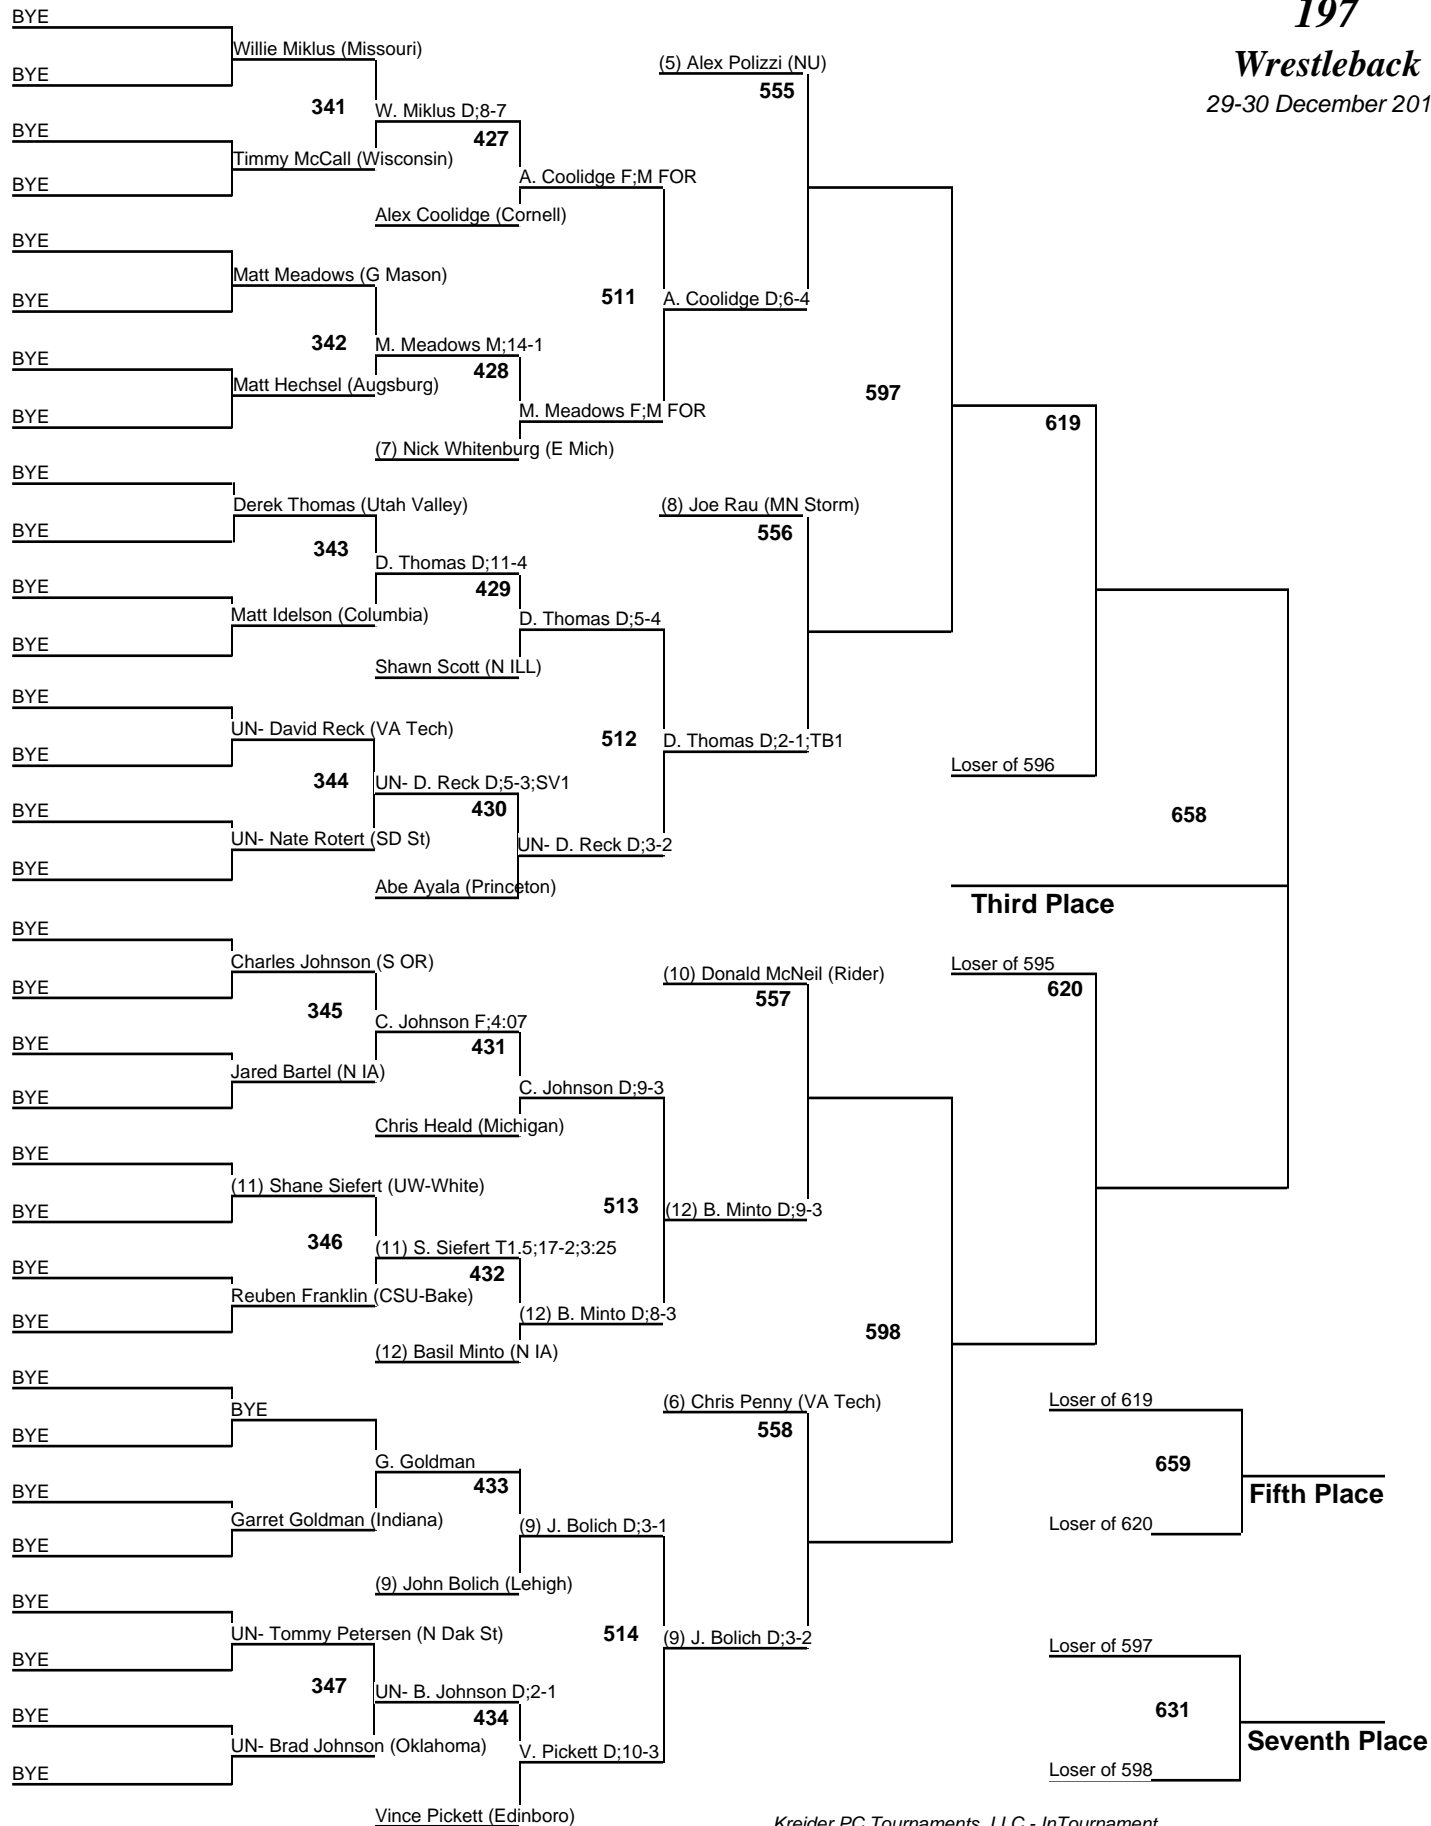 197
Wrestleback
29-30 December 201
BYE
Willie Miklus (Missouri)
BYE
341
W. Miklus D;8-7
427
BYE
Timmy McCall (Wisconsin)
BYE
A. Coolidge F;M FOR
Alex Coolidge (Cornell)
(5) Alex Polizzi (NU)
555
BYE
Matt Meadows (G Mason)
BYE
511
A. Coolidge D;6-4
342
M. Meadows M;14-1
428
BYE
Matt Hechsel (Augsburg)
BYE
M. Meadows F;M FOR
(7) Nick Whitenburg (E Mich)
597
619
BYE
Derek Thomas (Utah Valley)
BYE
(8) Joe Rau (MN Storm)
556
343
D. Thomas D;11-4
429
BYE
Matt Idelson (Columbia)
BYE
D. Thomas D;5-4
Shawn Scott (N ILL)
BYE
UN- David Reck (VA Tech)
BYE
512
D. Thomas D;2-1;TB1
Loser of 596
344
UN- D. Reck D;5-3;SV1
430
BYE
UN- Nate Rotert (SD St)
BYE
UN- D. Reck D;3-2
Abe Ayala (Princeton)
658
Third Place
BYE
Charles Johnson (S OR)
BYE
(10) Donald McNeil (Rider)
557
Loser of 595
620
345
C. Johnson F;4:07
431
BYE
Jared Bartel (N IA)
BYE
C. Johnson D;9-3
Chris Heald (Michigan)
BYE
(11) Shane Siefert (UW-White)
BYE
513
(12) B. Minto D;9-3
346
(11) S. Siefert T1.5;17-2;3:25
432
BYE
Reuben Franklin (CSU-Bake)
BYE
(12) B. Minto D;8-3
(12) Basil Minto (N IA)
598
BYE
BYE
BYE
(6) Chris Penny (VA Tech)
558
Loser of 619
G. Goldman
433
659
Fifth Place
BYE
Garret Goldman (Indiana)
BYE
(9) J. Bolich D;3-1
Loser of 620
(9) John Bolich (Lehigh)
BYE
UN- Tommy Petersen (N Dak St)
BYE
514
(9) J. Bolich D;3-2
Loser of 597
347
UN- B. Johnson D;2-1
434
631
Seventh Place
BYE
UN- Brad Johnson (Oklahoma)
BYE
V. Pickett D;10-3
Loser of 598
Vince Pickett (Edinboro)
Kreider PC Tournaments, LLC - InTournament